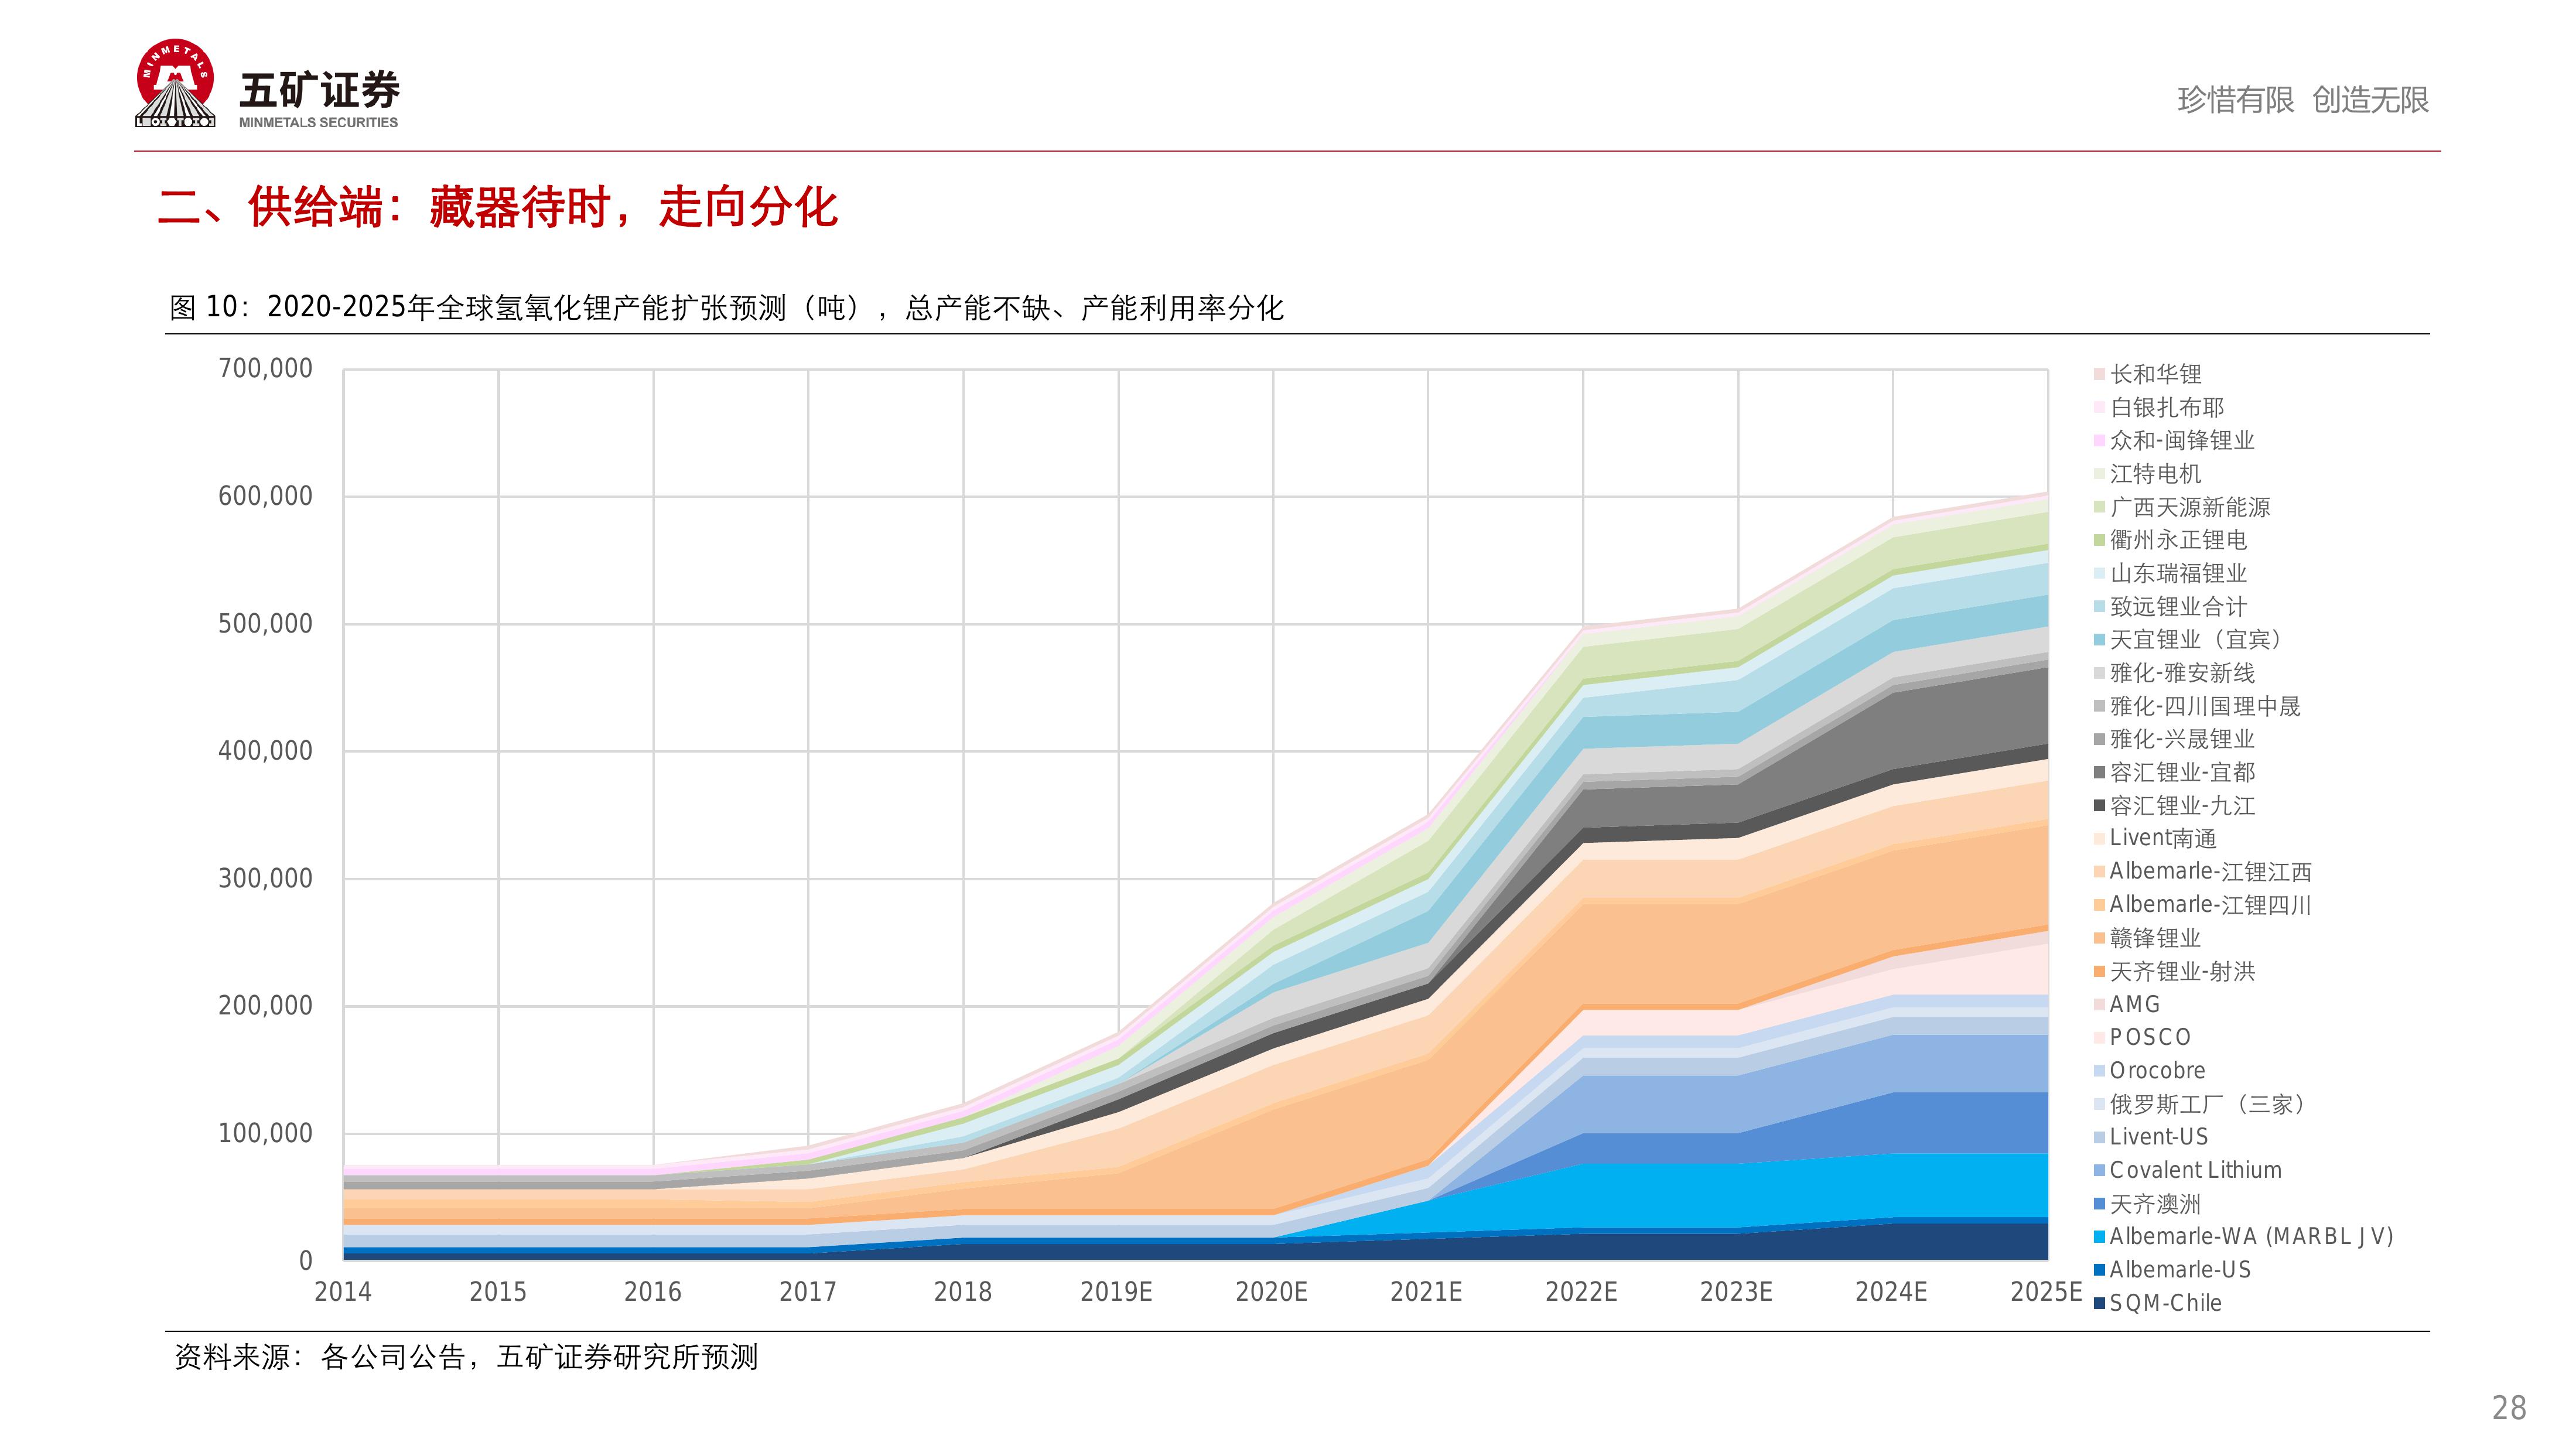 MINMETALS
五矿证券
MINMETALS SECURITIES
珍惜有限 创造无限
二、供给端：藏器待时，走向分化
图 10：2020-2025年全球氢氧化锂产能扩张预测（吨），总产能不缺、产能利用率分化
700,000
600,000
500,000
400,000
300,000
200,000
100,000
0
2014 2015 2016 2017 2018 2019E 2020E 2021E 2022E 2023E 2024E 2025E
长和华锂
白银扎布耶
众和-闽锋锂业
江特电机
广西天源新能源
衢州永正锂电
山东瑞福锂业
致远锂业合计
天宜锂业（宜宾）
雅化-雅安新线
雅化-四川国理中晟
雅化-兴晟锂业
容汇锂业-宜都
容汇锂业-九江
Livent南通
Albemarle-江锂江西
Albemarle-江锂四川
赣锋锂业
天齐锂业-射洪
AMG
POSCO
Orocobre
俄罗斯工厂（三家）
Livent-US
Covalent Lithium
天齐澳洲
Albemarle-WA (MARBL JV)
Albemarle-US
SQM-Chile
资料来源：各公司公告，五矿证券研究所预测
28